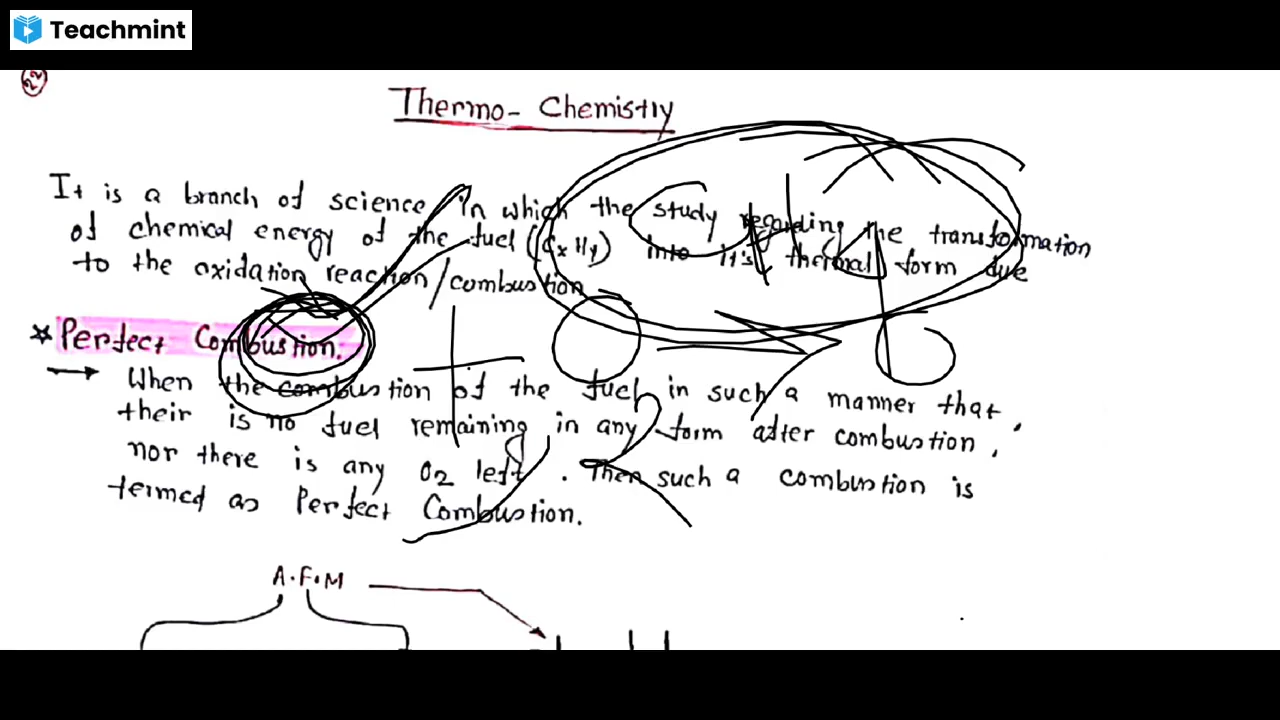 Teachmint
22
Thermo-Chemistry
It is a branch of science in which the study regarding the transformation
of chemical energy of the fuel (CxHy) into it's thermal form due
to the oxidation reaction/combustion
* Perfect Combustion.
→ When the combustion of the fuel in such a manner that,
their is no fuel remaining in any form after combustion,
nor there is any O2 left. Then such a combustion is
termed as Perfect Combustion.
A.F.M